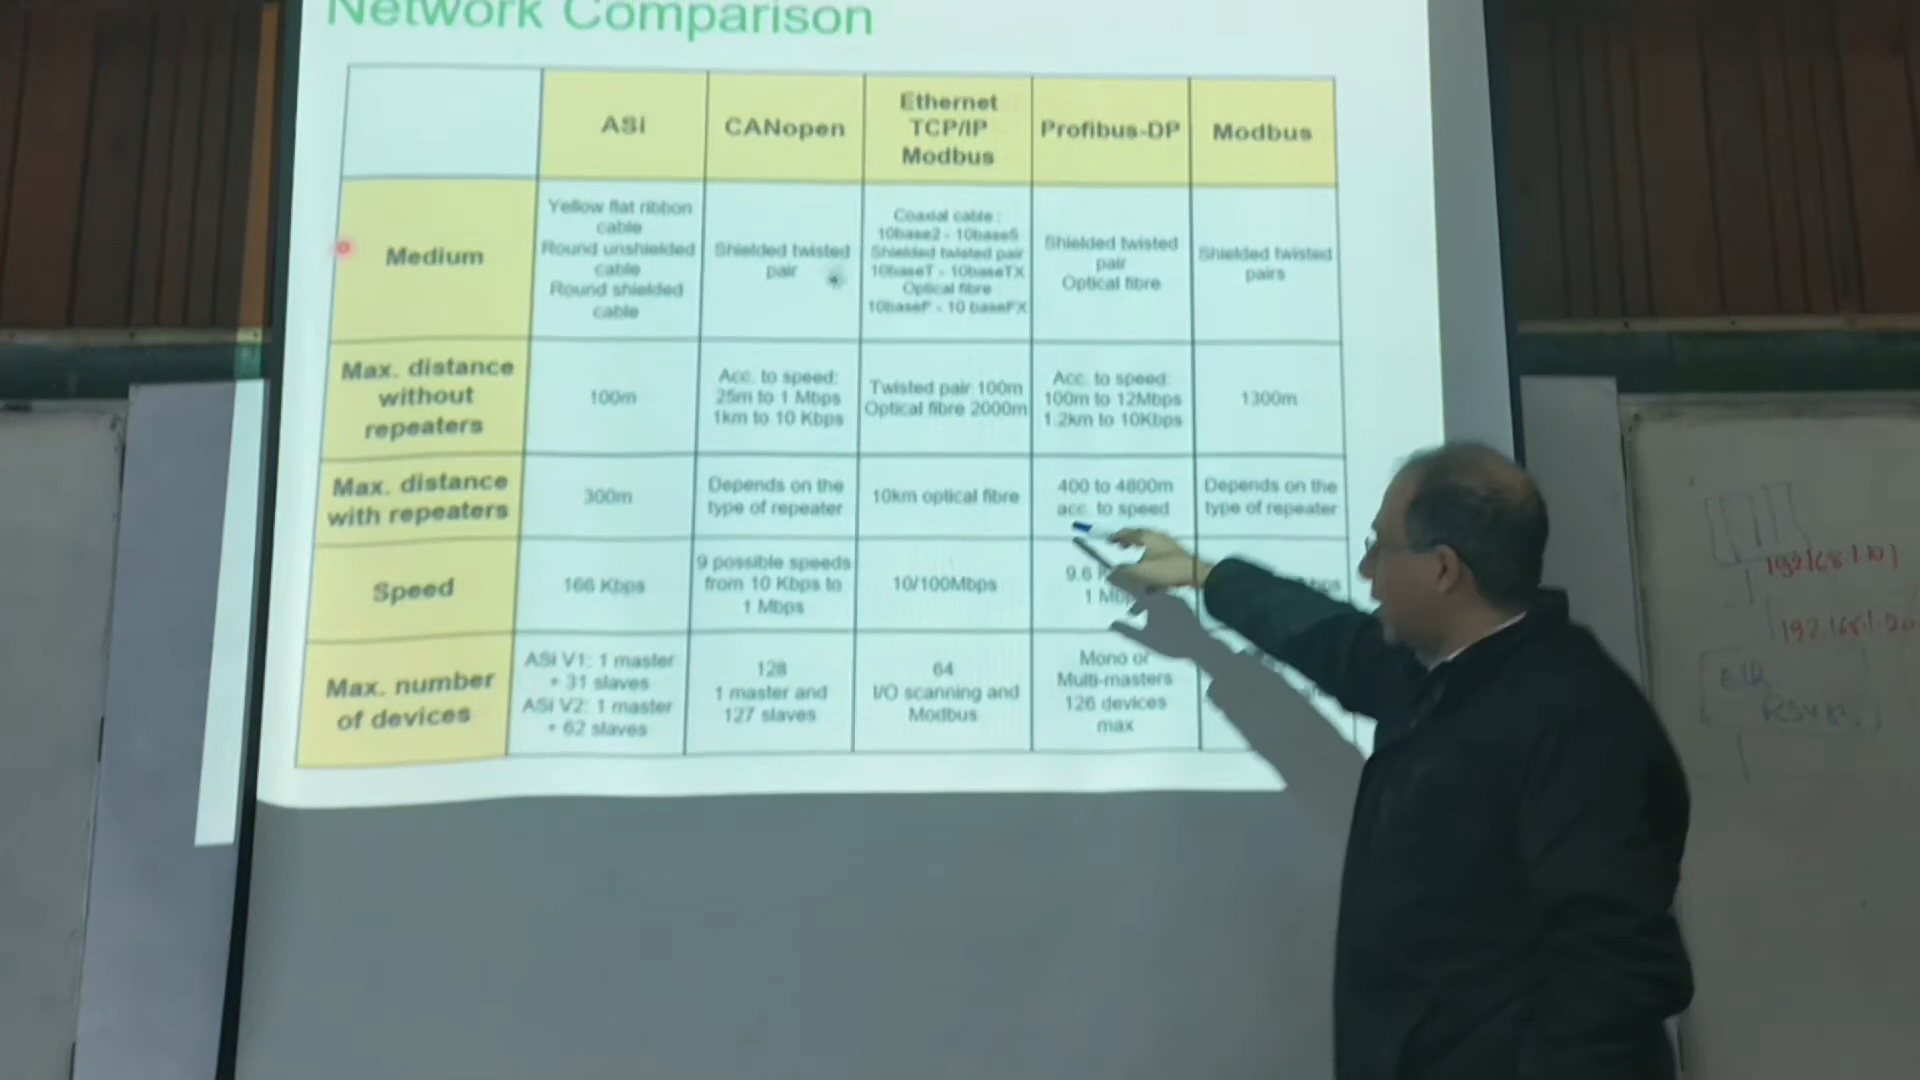 Network Comparison
ASi
CANopen
Ethernet
TCP/IP
Modbus
Profibus-DP
Modbus
Medium
Yellow flat ribbon
cable
Round unshielded
cable
Round shielded
cable
Shielded twisted
pair
Coaxial cable :
10base2 - 10base5
Shielded twisted pair
10baseT - 10baseTX
Optical fibre
10baseF - 10 baseFX
Shielded twisted
pair
Optical fibre
Shielded twisted
pairs
Max. distance
without
repeaters
100m
Acc. to speed:
25m to 1 Mbps
1km to 10 Kbps
Twisted pair 100m
Optical fibre 2000m
Acc. to speed:
100m to 12Mbps
1.2km to 10Kbps
1300m
Max. distance
with repeaters
300m
Depends on the
type of repeater
10km optical fibre
400 to 4800m
acc. to speed
Depends on the
type of repeater
Speed
166 Kbps
9 possible speeds
from 10 Kbps to
1 Mbps
10/100Mbps
9.6
1
Max. number
of devices
ASi V1: 1 master
+ 31 slaves
ASi V2: 1 master
+ 62 slaves
128
1 master and
127 slaves
64
I/O scanning and
Modbus
Mono or
Multi-masters
126 devices
max
192.168.1.101
RS485